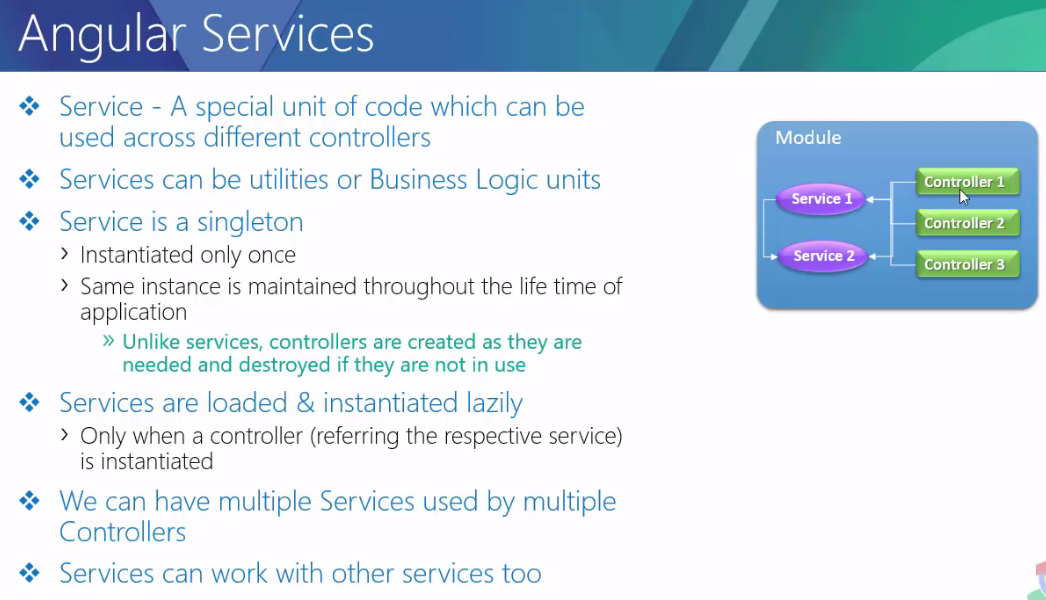 Angular Services
❖ Service - A special unit of code which can be
used across different controllers
❖ Services can be utilities or Business Logic units
❖ Service is a singleton
› Instantiated only once
› Same instance is maintained throughout the life time of
application
» Unlike services, controllers are created as they are
needed and destroyed if they are not in use
❖ Services are loaded & instantiated lazily
› Only when a controller (referring the respective service)
is instantiated
❖ We can have multiple Services used by multiple
Controllers
❖ Services can work with other services too
Module
Service 1
Service 2
Controller 1
Controller 2
Controller 3